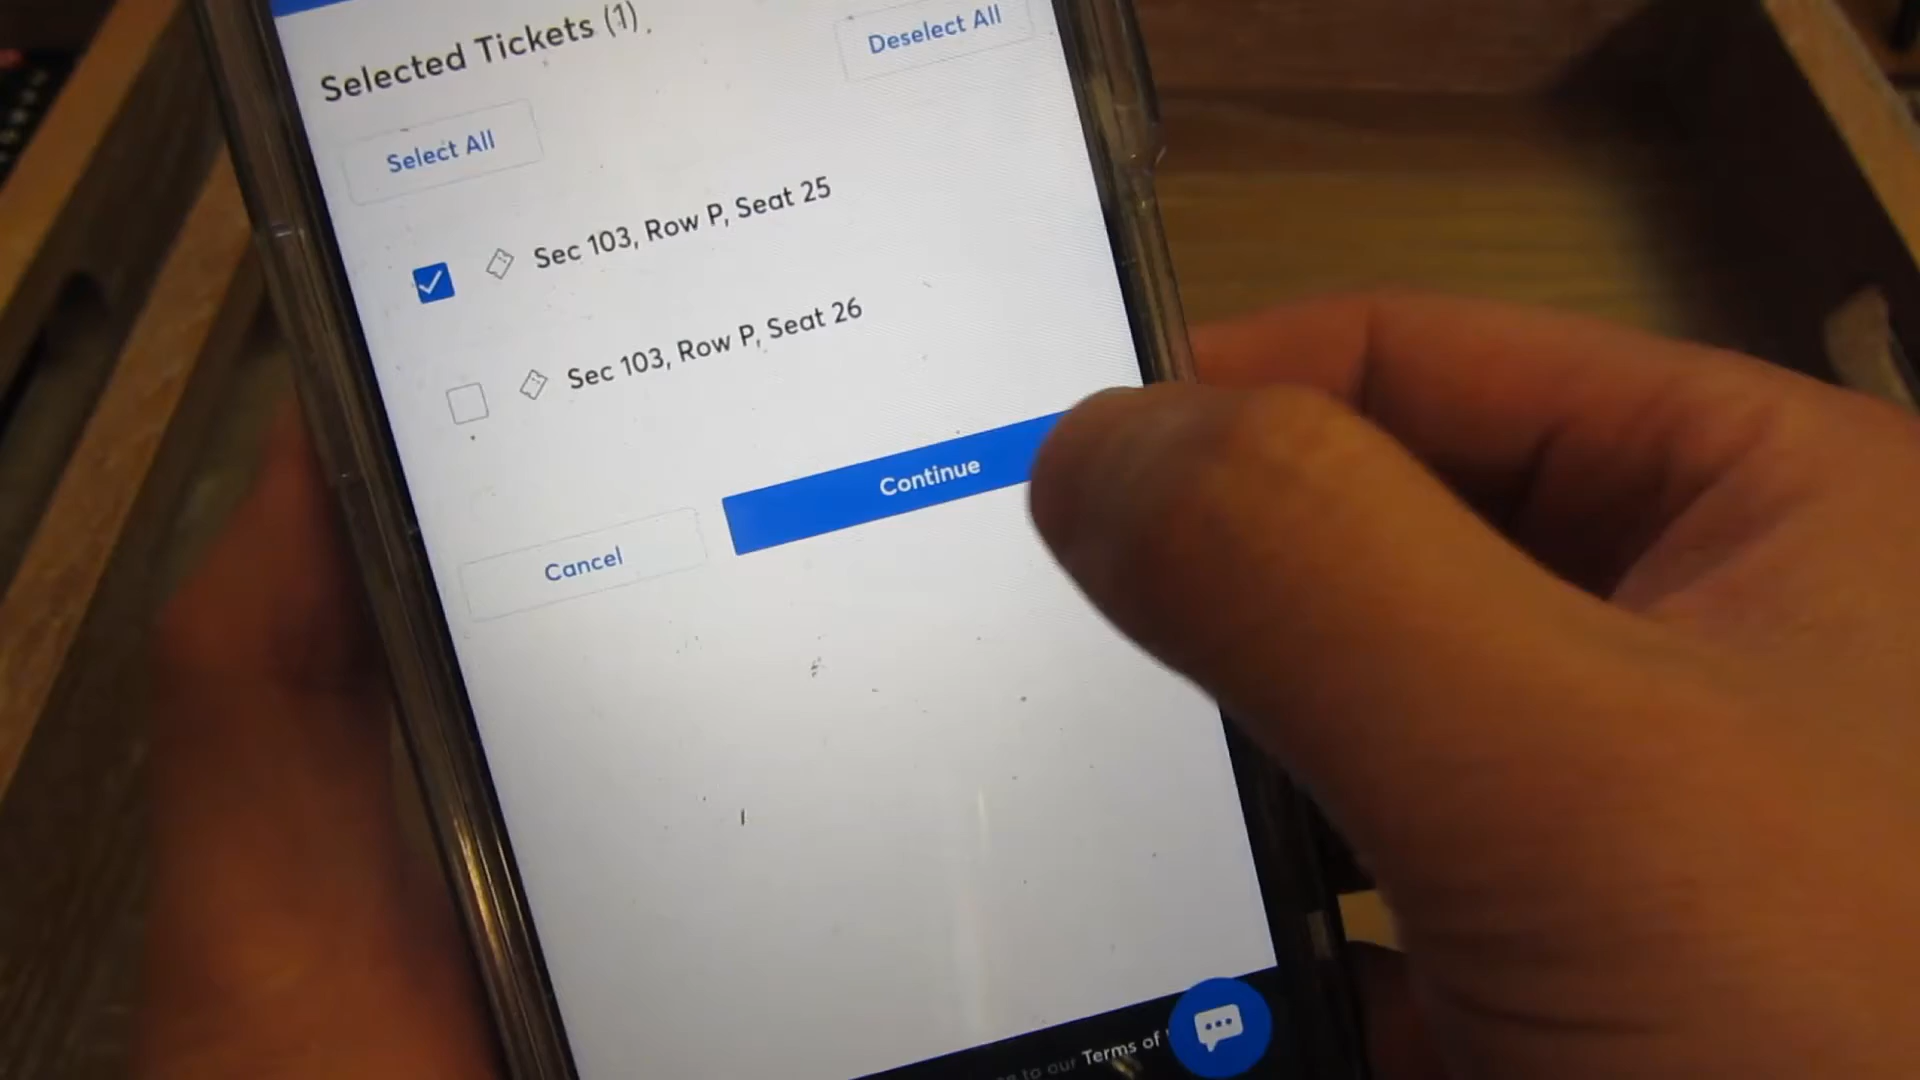 Selected Tickets (1)
Deselect All
Select All
Sec 103, Row P, Seat 25
Sec 103, Row P, Seat 26
Continue
Cancel
to our Terms of